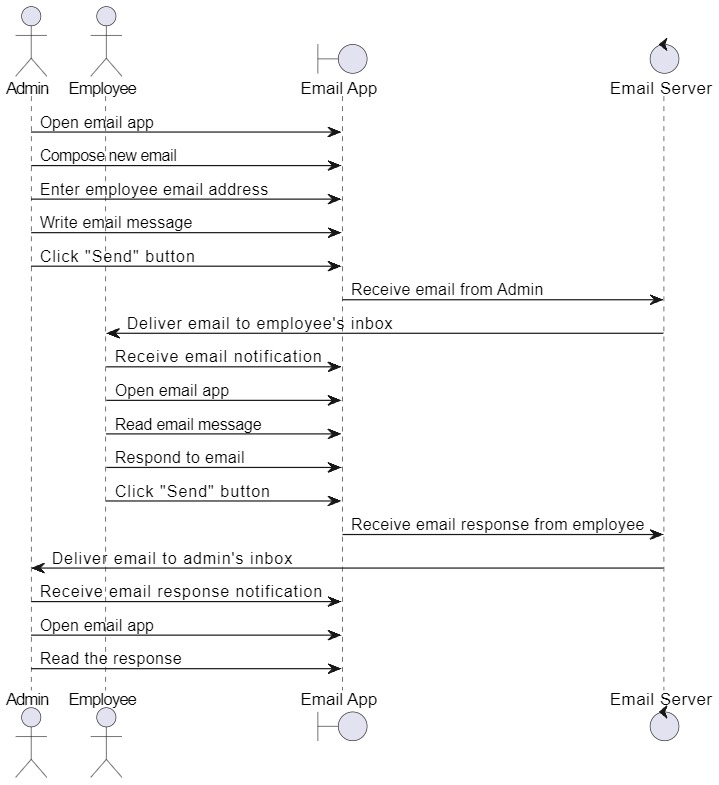 Admin Employee Email App Email Server
Open email app
Compose new email
Enter employee email address
Write email message
Click "Send" button
Receive email from Admin
Deliver email to employee's inbox
Receive email notification
Open email app
Read email message
Respond to email
Click "Send" button
Receive email response from employee
Deliver email to admin's inbox
Receive email response notification
Open email app
Read the response
Admin Employee Email App Email Server